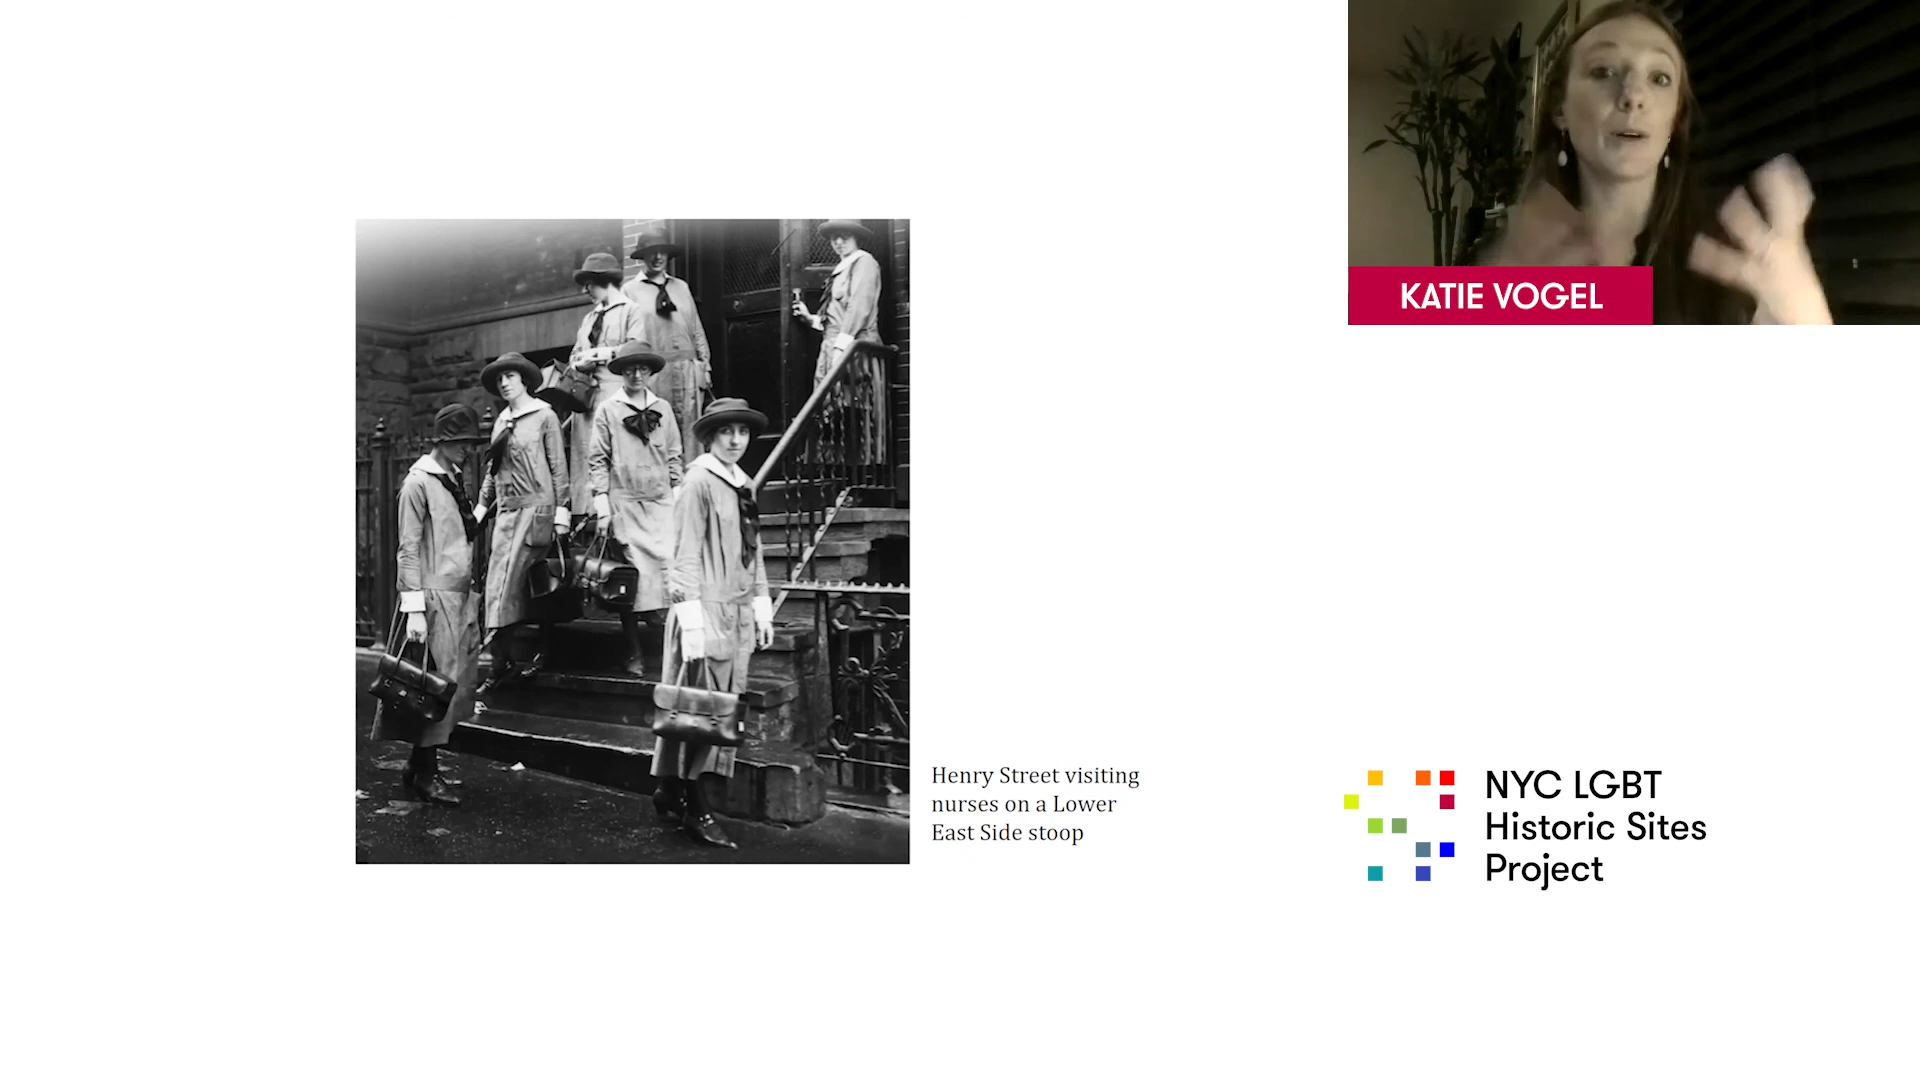 KATIE VOGEL
Henry Street visiting
nurses on a Lower
East Side stoop
NYC LGBT
Historic Sites
Project